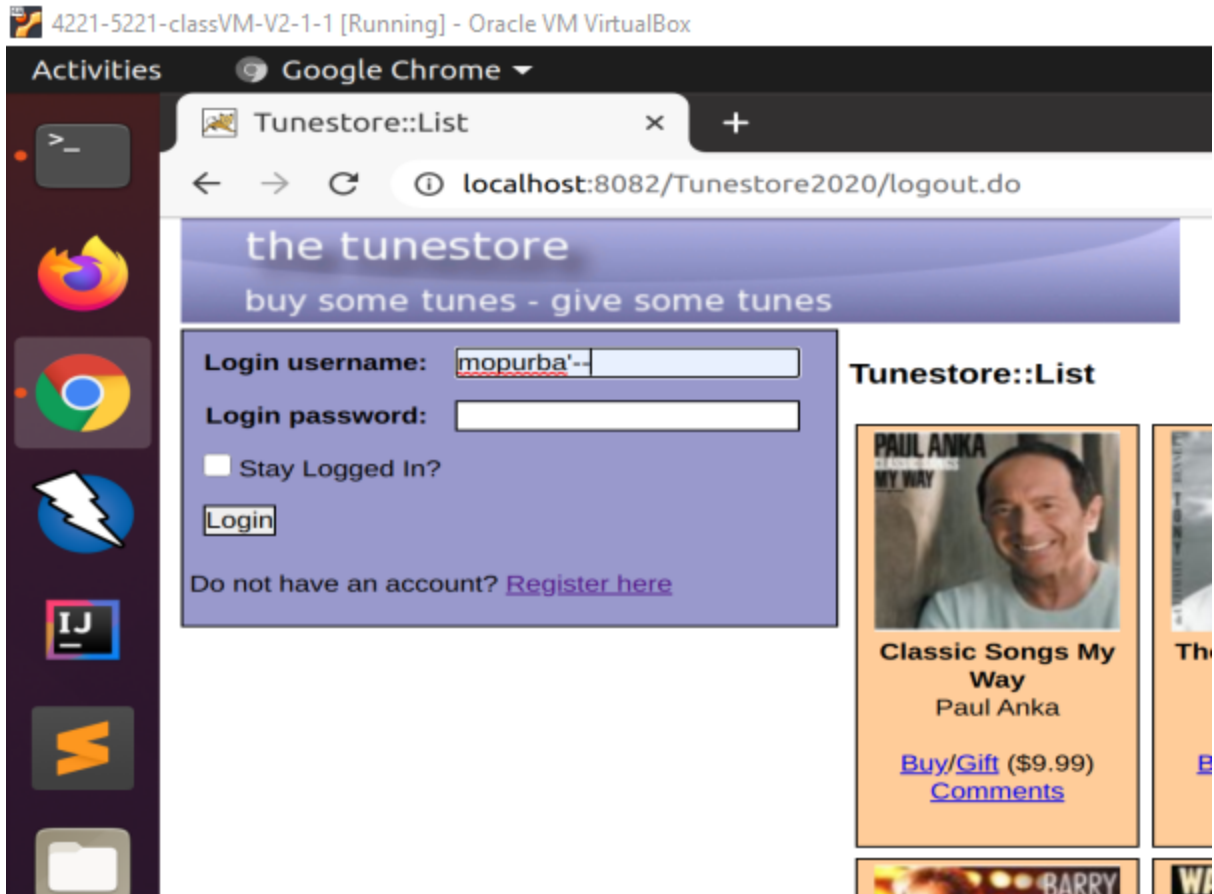 4221-5221-classVM-V2-1-1 [Running] - Oracle VM VirtualBox
Activities
Google Chrome
Tunestore::List
localhost:8082/Tunestore2020/logout.do
the tunestore
buy some tunes - give some tunes
Login username: mopurba'--
Login password:
Stay Logged In?
Login
Do not have an account? Register here
Tunestore::List
PAUL ANKA
MY WAY
Classic Songs My
Way
Paul Anka
Buy/Gift ($9.99)
Comments
IJ
BARRY